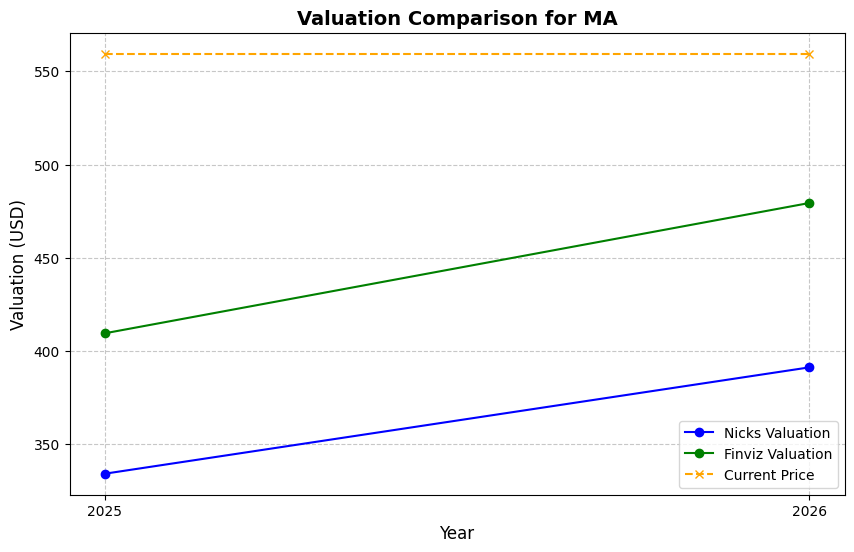 Valuation Comparison for MA
Valuation (USD)
550
500
450
400
350
2025
2026
Year
Nicks Valuation
Finviz Valuation
Current Price